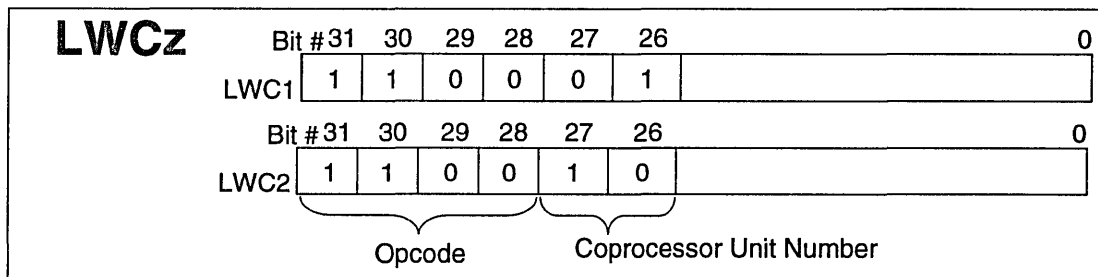 LWCz
Bit # 31 30 29 28 27 26 0
LWC1 1 1 0 0 0 1
Bit # 31 30 29 28 27 26 0
LWC2 1 1 0 0 1 0
Opcode Coprocessor Unit Number